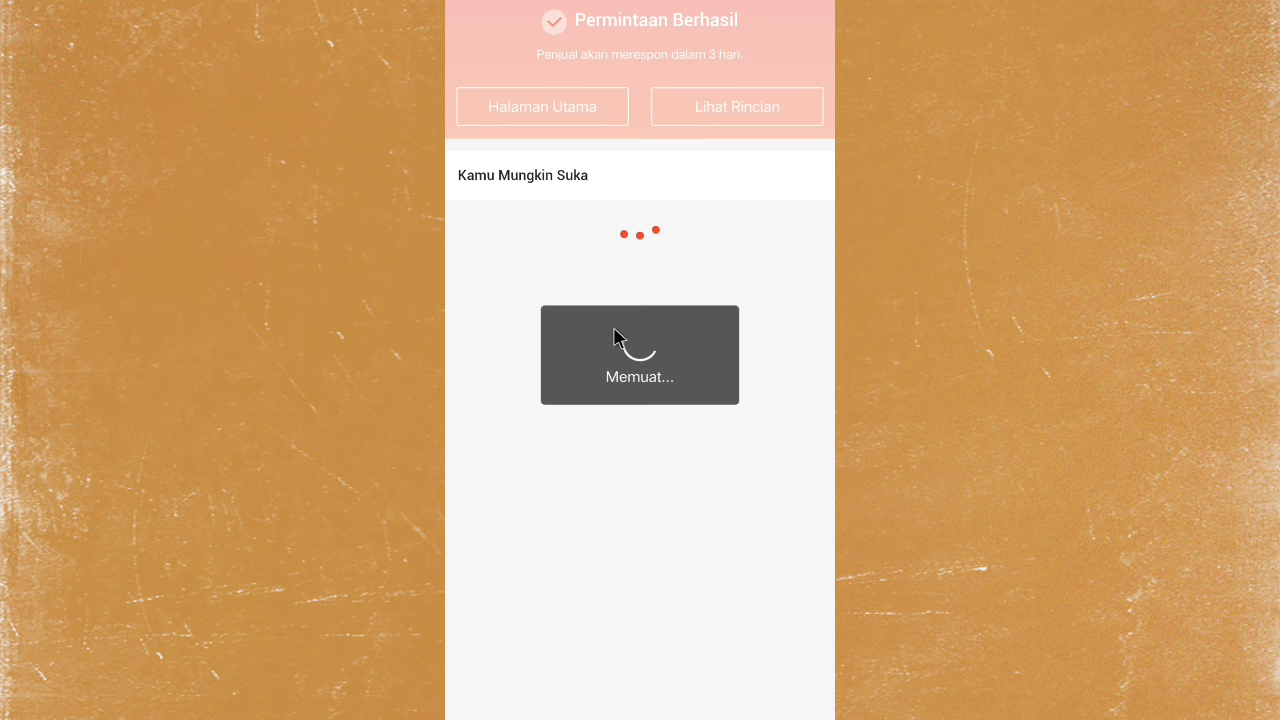 Permintaan Berhasil
Penjual akan merespon dalam 3 hari.
Halaman Utama
Lihat Rincian
Kamu Mungkin Suka
Memuat...